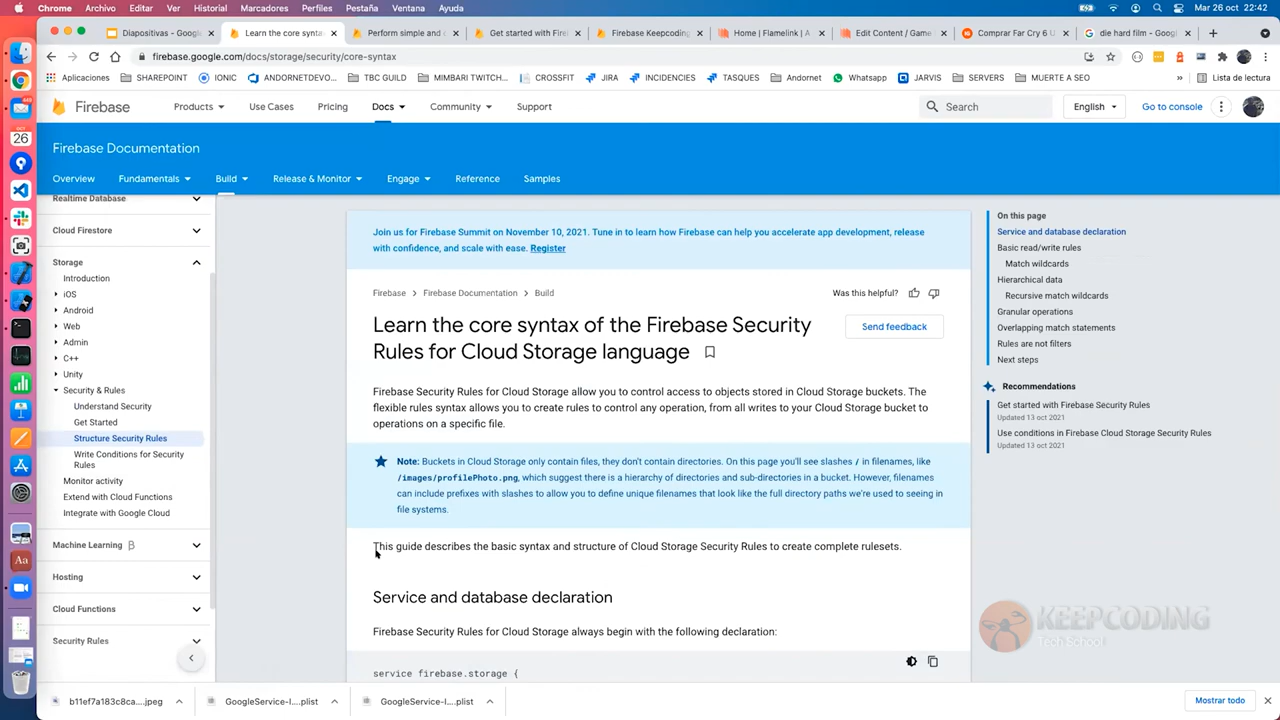 Chrome Archivo Editar Ver Historial Marcadores Perfiles Pestaña Ventana Ayuda Mar 26 oct 22:42
Diapositivas - Google Learn the core syntax Perform simple and c Get started with Fire Firebase Keepcoding Home | Flamelink | A Edit Content / Game Comprar Far Cry 6 U die hard film - Goog
firebase.google.com/docs/storage/security/core-syntax
Aplicaciones SHAREPOINT IONIC ANDORNETDEV... TBC GUILD MIMBARI TWITCH... CROSSFIT JIRA INCIDENCIES TASQUES Andornet Whatsapp JARVIS SERVERS MUERTE A SEO » Lista de lectura
Firebase Products Use Cases Pricing Docs Community Support Search English Go to console
Firebase Documentation
Overview Fundamentals Build Release & Monitor Engage Reference Samples
Realtime Database
Cloud Firestore
Storage
Introduction
iOS
Android
Web
Admin
C++
Unity
Security & Rules
Understand Security
Get Started
Structure Security Rules
Write Conditions for Security
Rules
Monitor activity
Extend with Cloud Functions
Integrate with Google Cloud
Machine Learning
Hosting
Cloud Functions
Security Rules
Join us for Firebase Summit on November 10, 2021. Tune in to learn how Firebase can help you accelerate app development, release
with confidence, and scale with ease. Register
Firebase > Firebase Documentation > Build Was this helpful?
Learn the core syntax of the Firebase Security
Rules for Cloud Storage language
Send feedback
Firebase Security Rules for Cloud Storage allow you to control access to objects stored in Cloud Storage buckets. The
flexible rules syntax allows you to create rules to control any operation, from all writes to your Cloud Storage bucket to
operations on a specific file.
Note: Buckets in Cloud Storage only contain files, they don't contain directories. On this page you'll see slashes / in filenames, like
/images/profilePhoto.png, which suggest there is a hierarchy of directories and sub-directories in a bucket. However, filenames
can include prefixes with slashes to allow you to define unique filenames that look like the full directory paths we're used to seeing in
file systems.
This guide describes the basic syntax and structure of Cloud Storage Security Rules to create complete rulesets.
Service and database declaration
Firebase Security Rules for Cloud Storage always begin with the following declaration:
service firebase.storage {
On this page
Service and database declaration
Basic read/write rules
Match wildcards
Hierarchical data
Recursive match wildcards
Granular operations
Overlapping match statements
Rules are not filters
Next steps
Recommendations
Get started with Firebase Security Rules
Updated 13 oct 2021
Use conditions in Firebase Cloud Storage Security Rules
Updated 13 oct 2021
KEEPCODING
Tech School
b11ef7a183c8ca....jpeg GoogleService-I....plist GoogleService-I....plist Mostrar todo